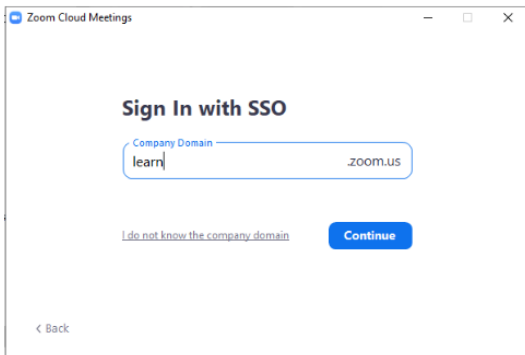 Zoom Cloud Meetings
Sign In with SSO
Company Domain
learn .zoom.us
I do not know the company domain Continue
< Back